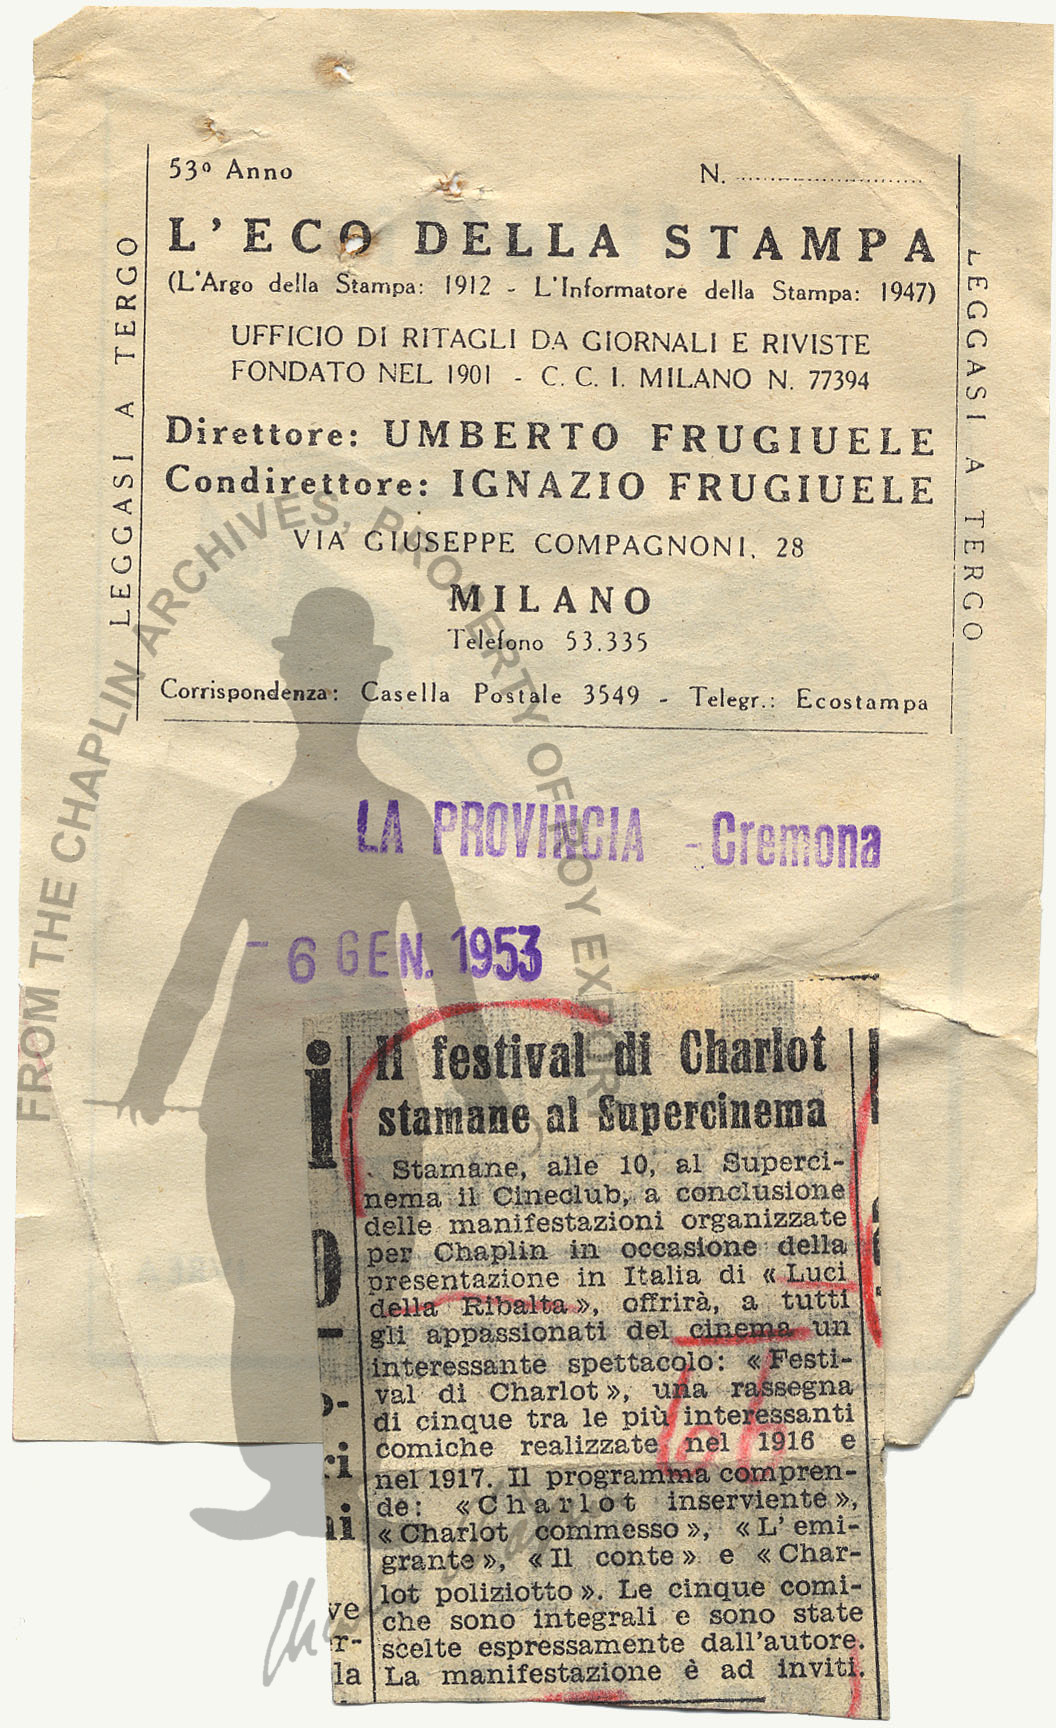 53º Anno
N.
L'ECO DELLA STAMPA
(L'Argo della Stampa: 1912 - L'Informatore della Stampa: 1947)
UFFICIO DI RITAGLI DA GIORNALI E RIVISTE
FONDATO NEL 1901 - C. C. I. MILANO N. 77394
Direttore: UMBERTO FRUGIUELE
Condirettore: IGNAZIO FRUGIUELE
VIA GIUSEPPE COMPAGNONI, 28
MILANO
Telefono 53.335
Corrispondenza: Casella Postale 3549 - Telegr.: Ecostampa
LEGGASI A TERGO
LEGGASI A TERGO
FROM THE CHAPLIN ARCHIVES, PROPERTY OF ROY EXPORT
LA PROVINCIA - Cremona
- 6 GEN. 1953
Il festival di Charlot
stamane al Supercinema
Stamane, alle 10, al Superci-
nema il Cineclub, a conclusione
delle manifestazioni organizzate
per Chaplin in occasione della
presentazione in Italia di « Luci
della Ribalta », offrirà, a tutti
gli appassionati del cinema un
interessante spettacolo: « Festi-
val di Charlot », una rassegna
di cinque tra le più interessanti
comiche realizzate nel 1916 e
nel 1917. Il programma compren-
de: « Charlot inserviente »,
« Charlot commesso », « L' emi-
grante », « Il conte » e « Char-
lot poliziotto ». Le cinque comi-
che sono integrali e sono state
scelte espressamente dall'autore.
La manifestazione è ad inviti.
66